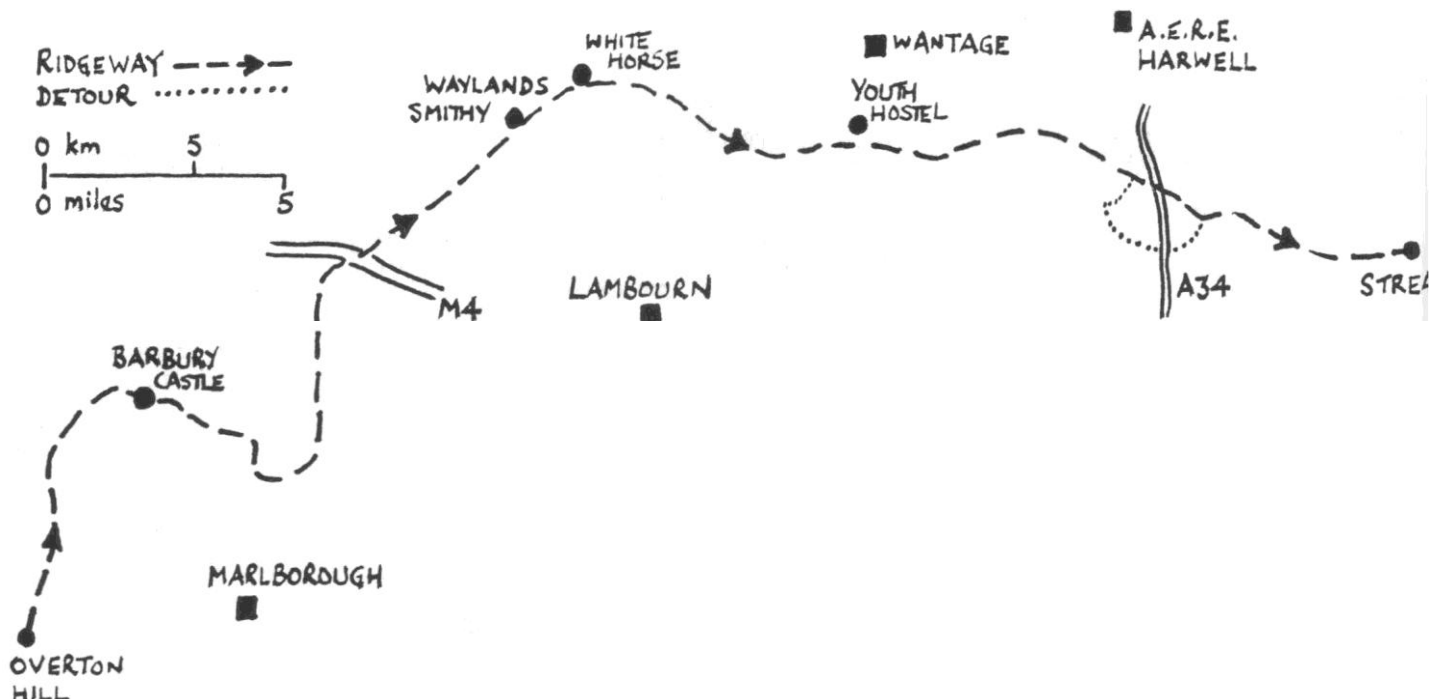 RIDGEWAY
DETOUR
0 km 5
0 miles 5
WAYLANDS
SMITHY
WHITE
HORSE
WANTAGE
YOUTH
HOSTEL
A.E.R.E.
HARWELL
M4
LAMBOURN
A34
BARBURY
CASTLE
MARLBOROUGH
OVERTON
HILL